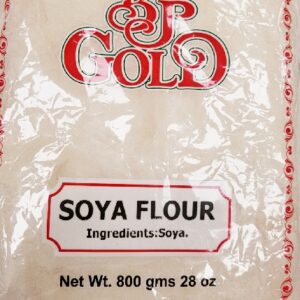 GOLD
SOYA FLOUR
Ingredients:Soya.
Net Wt. 800 gms 28 oz